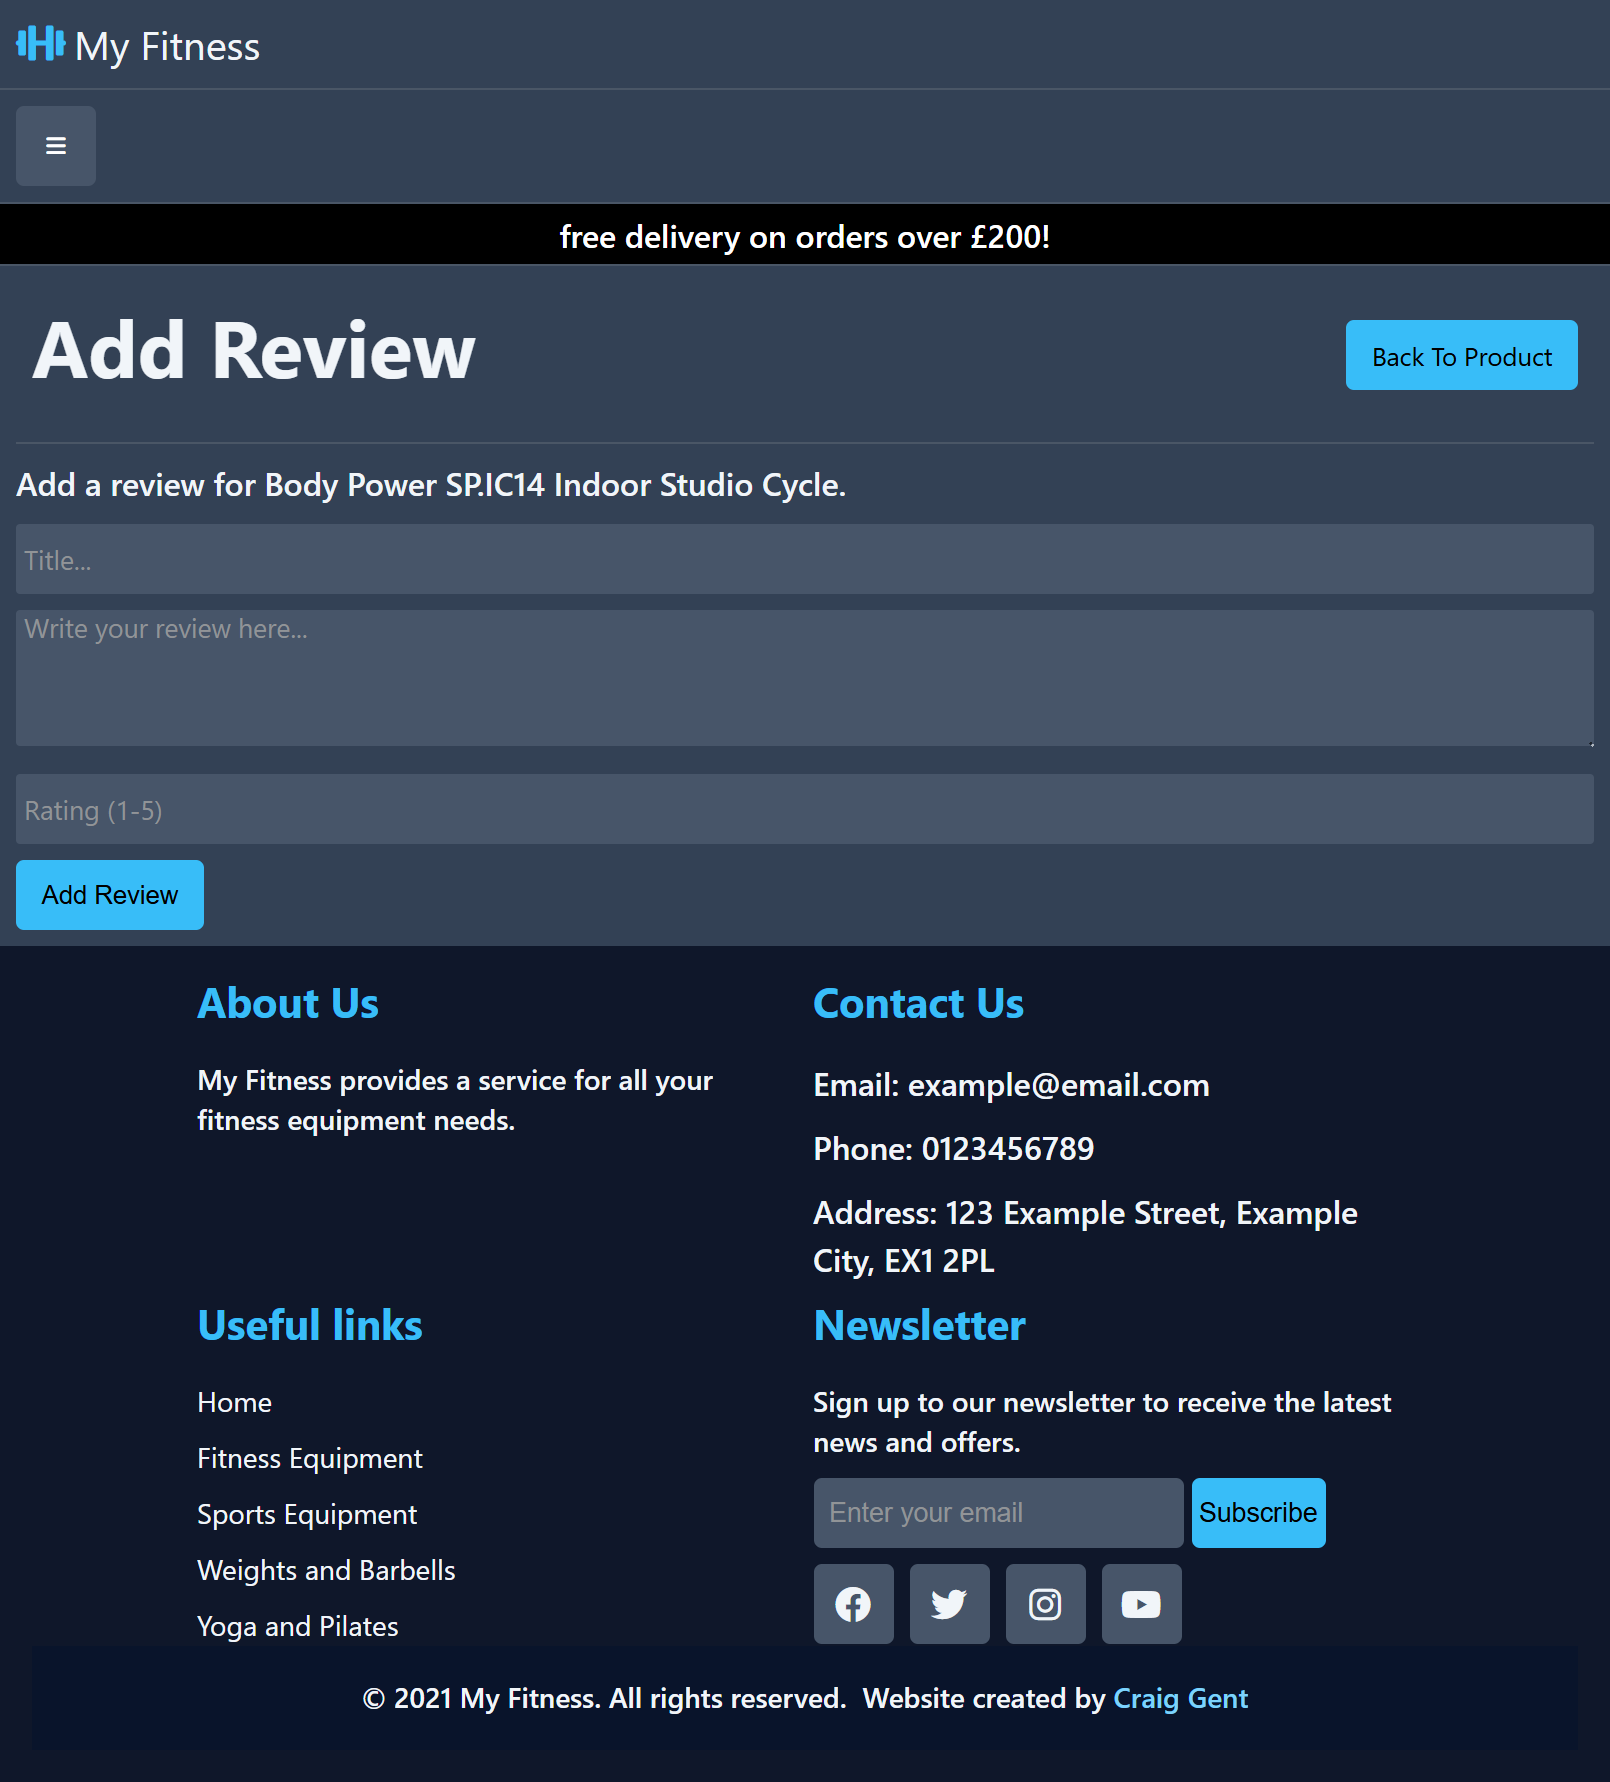 My Fitness
free delivery on orders over £200!
Add Review
Back To Product
Add a review for Body Power SP.IC14 Indoor Studio Cycle.
Title...
Write your review here...
Rating (1-5)
Add Review
About Us
My Fitness provides a service for all your
fitness equipment needs.
Contact Us
Email: example@email.com
Phone: 0123456789
Address: 123 Example Street, Example
City, EX1 2PL
Useful links
Home
Fitness Equipment
Sports Equipment
Weights and Barbells
Yoga and Pilates
Newsletter
Sign up to our newsletter to receive the latest
news and offers.
Enter your email
Subscribe
© 2021 My Fitness. All rights reserved. Website created by Craig Gent